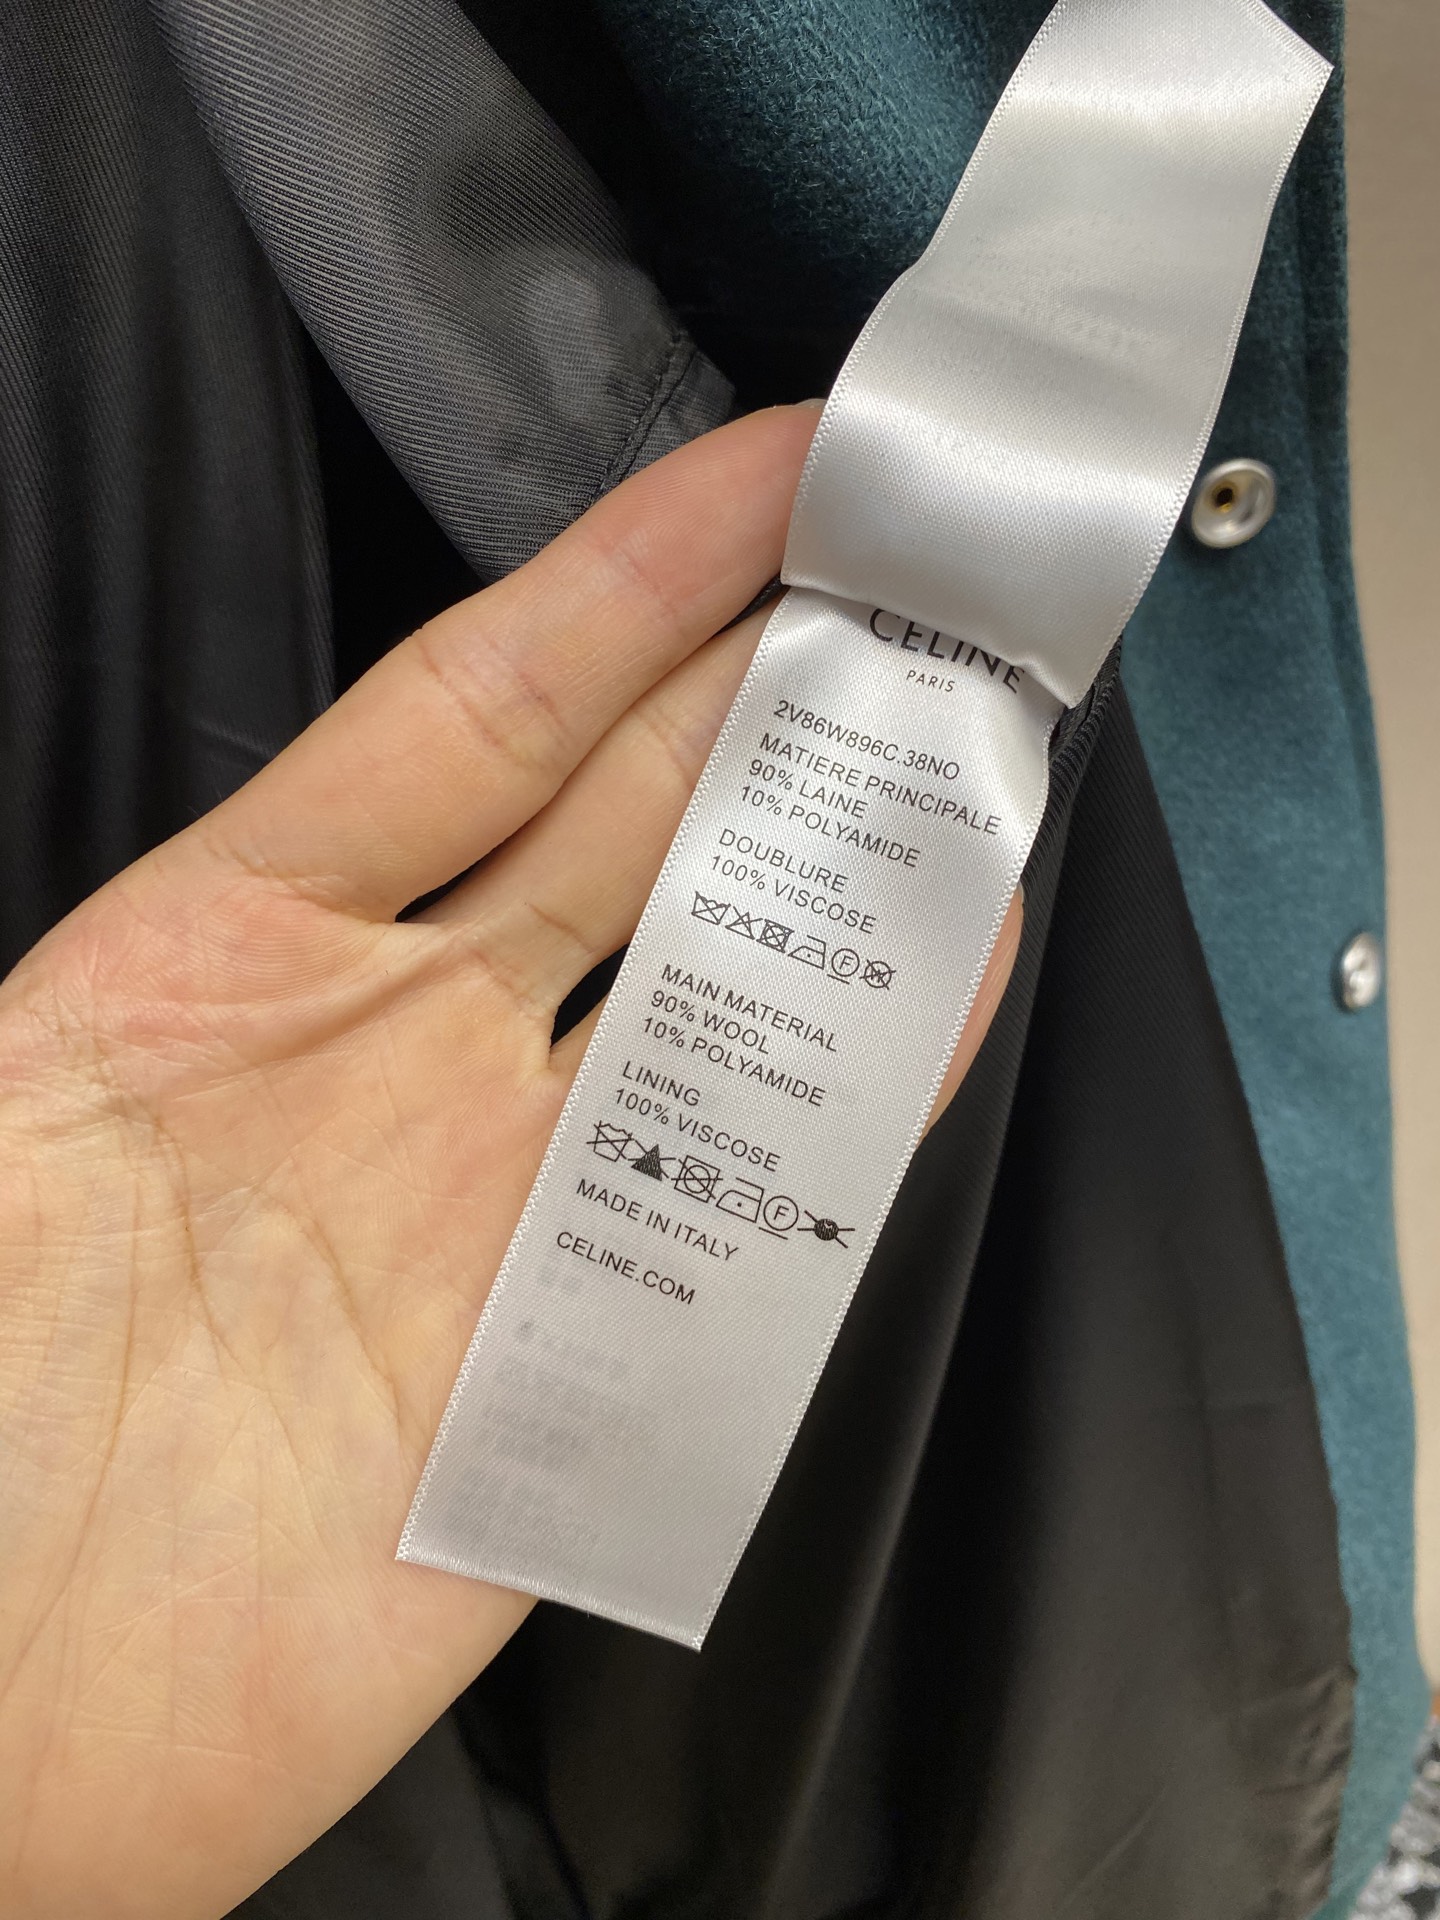 CELINE
PARIS
2V86W896C.38NO
MATIERE PRINCIPALE
90% LAINE
10% POLYAMIDE
DOUBLURE
100% VISCOSE
F
MAIN MATERIAL
90% WOOL
10% POLYAMIDE
LINING
100% VISCOSE
F
MADE IN ITALY
CELINE.COM